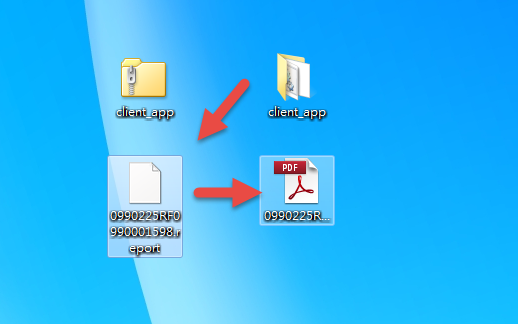 client_app
client_app
0990225RF0
990001598.r
eport
PDF
0990225R...